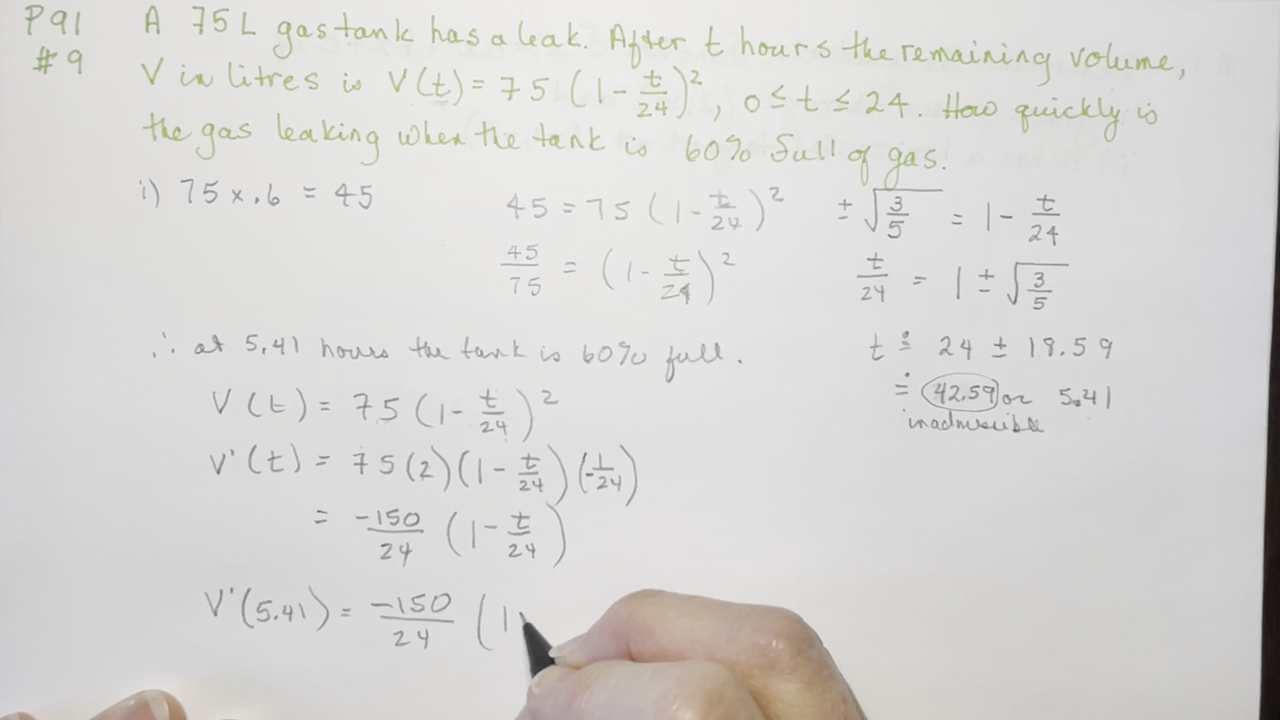 P91 A 75L gas tank has a leak. After t hours the remaining volume,
#9 V in litres is V(t) = 75 (1 - t/24)², 0 ≤ t ≤ 24. How quickly is
the gas leaking when the tank is 60% full of gas.
i) 75 x .6 = 45
45 = 75 (1 - t/24)²
45/75 = (1 - t/24)²
± √(3/5) = 1 - t/24
t/24 = 1 ± √(3/5)
t ≐ 24 ± 18.59
≐ 42.59 or 5.41
inadmissible
∴ at 5.41 hours the tank is 60% full.
V(t) = 75 (1 - t/24)²
V'(t) = 75(2)(1 - t/24)(-1/24)
= -150/24 (1 - t/24)
V'(5.41) = -150/24 (1